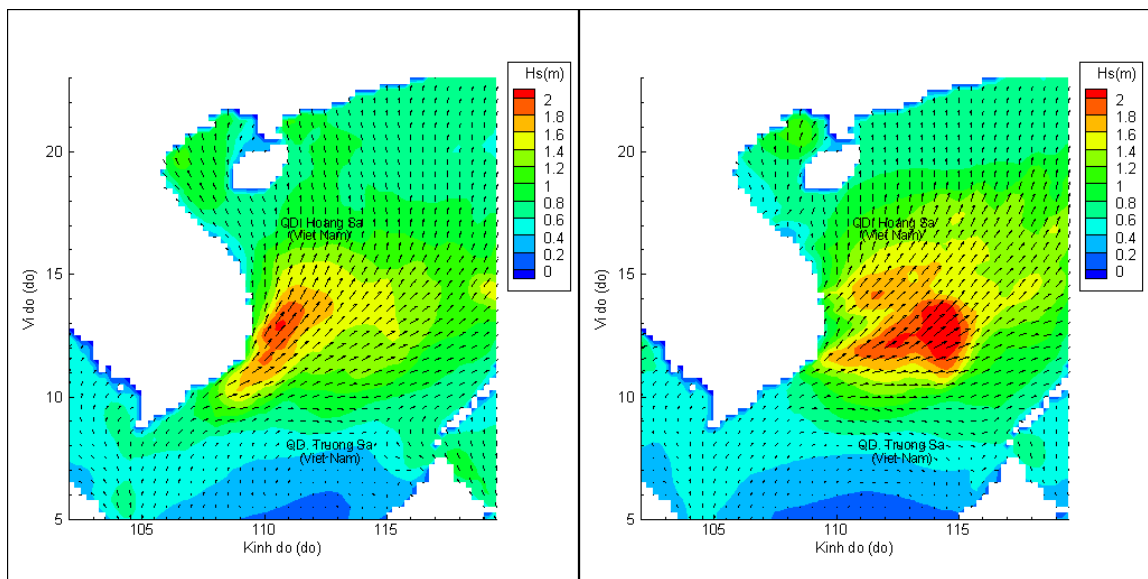 Hs(m)
2
1.8
1.6
1.4
1.2
1
0.8
0.6
0.4
0.2
0
20
15
10
5
Vi do (do)
QD. Hoang Sa
(Viet Nam)
QD. Truong Sa
(Viet Nam)
105
110
115
Kinh do (do)
Hs(m)
2
1.8
1.6
1.4
1.2
1
0.8
0.6
0.4
0.2
0
20
15
10
5
Vi do (do)
QD. Hoang Sa
(Viet Nam)
QD. Truong Sa
(Viet Nam)
105
110
115
Kinh do (do)